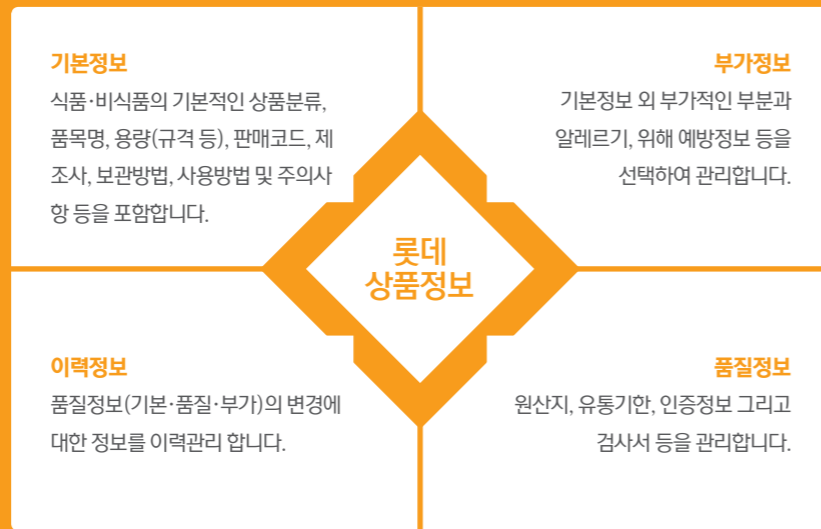 기본정보
식품·비식품의 기본적인 상품분류,
품목명, 용량(규격 등), 판매코드, 제
조사, 보관방법, 사용방법 및 주의사
항 등을 포함합니다.
부가정보
기본정보 외 부가적인 부분과
알레르기, 위해 예방정보 등을
선택하여 관리합니다.
롯데
상품정보
이력정보
품질정보(기본·품질·부가)의 변경에
대한 정보를 이력관리 합니다.
품질정보
원산지, 유통기한, 인증정보 그리고
검사서 등을 관리합니다.